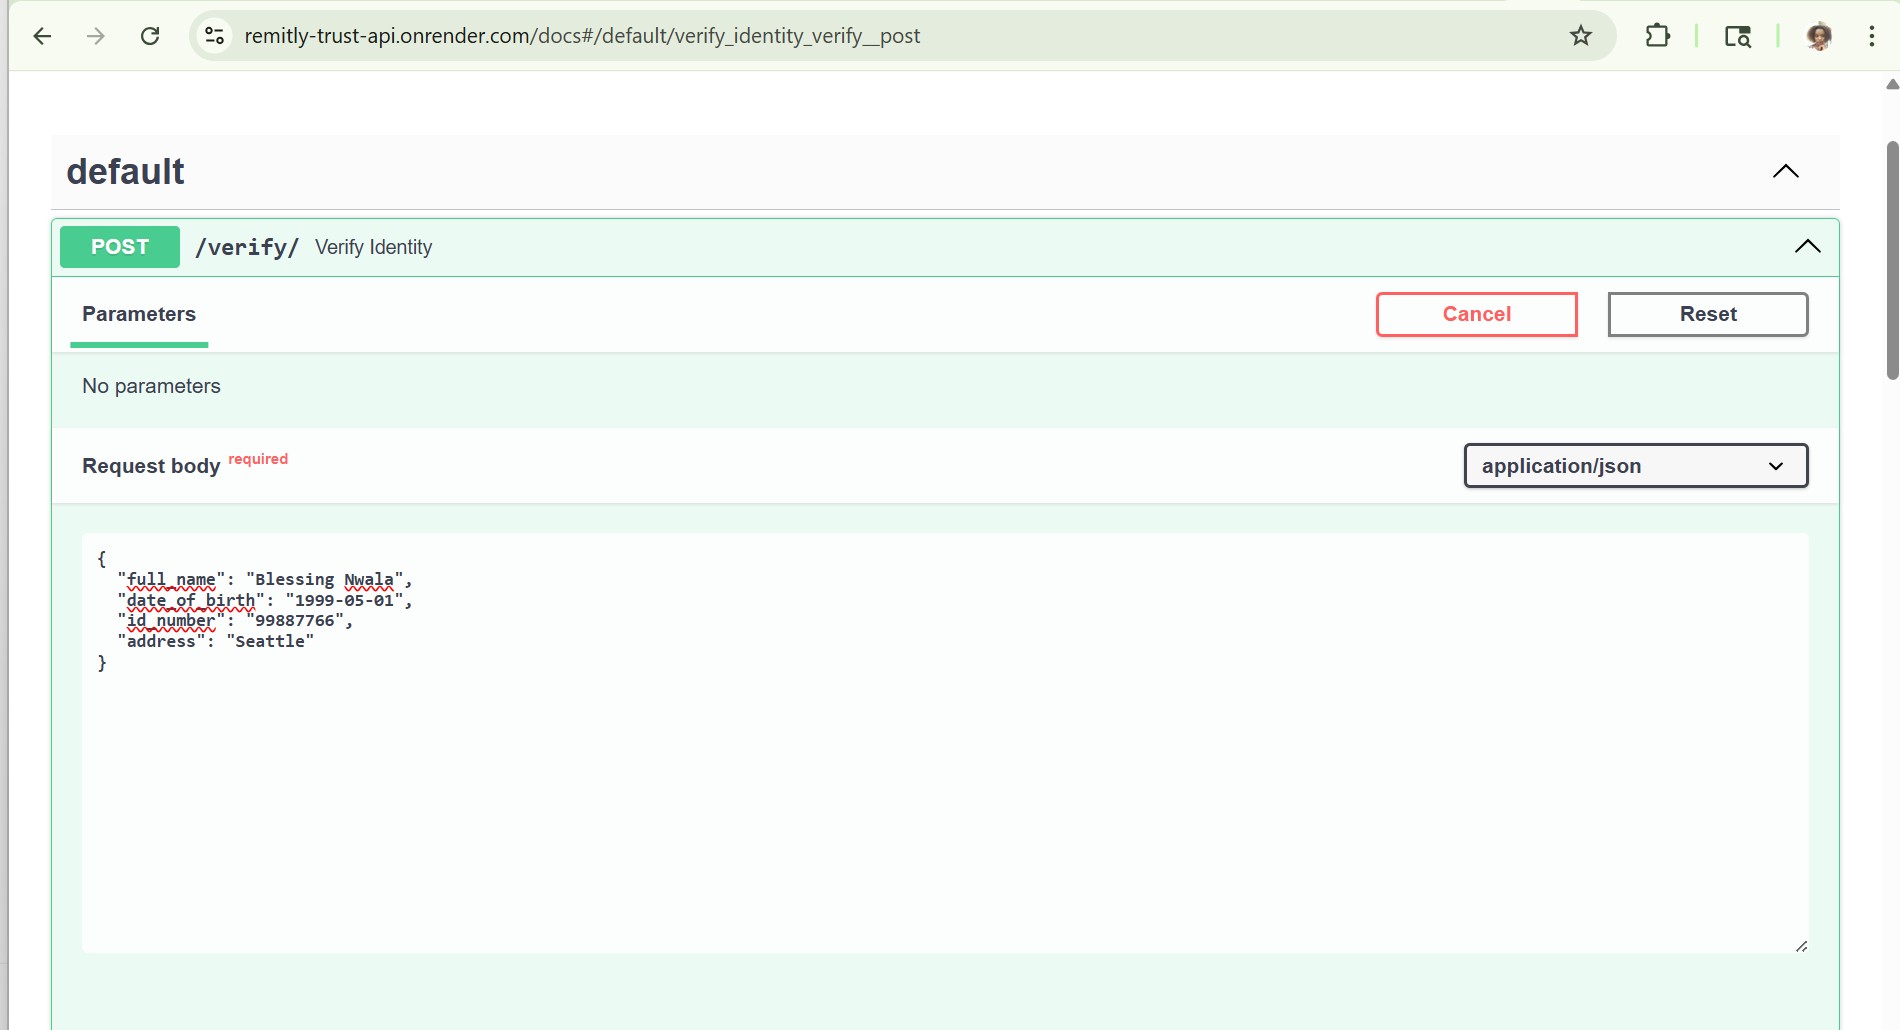 remitly-trust-api.onrender.com/docs#/default/verify_identity_verify__post
default
POST /verify/ Verify Identity
Parameters Cancel Reset
No parameters
Request body required application/json
{
  "full_name": "Blessing Nwala",
  "date_of_birth": "1999-05-01",
  "id_number": "99887766",
  "address": "Seattle"
}